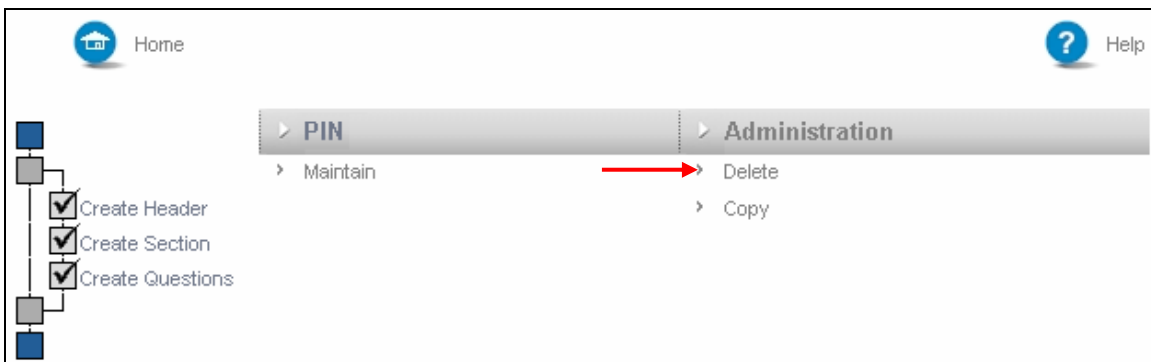 Home
? Help
PIN
Administration
Maintain
Delete
Copy
Create Header
Create Section
Create Questions